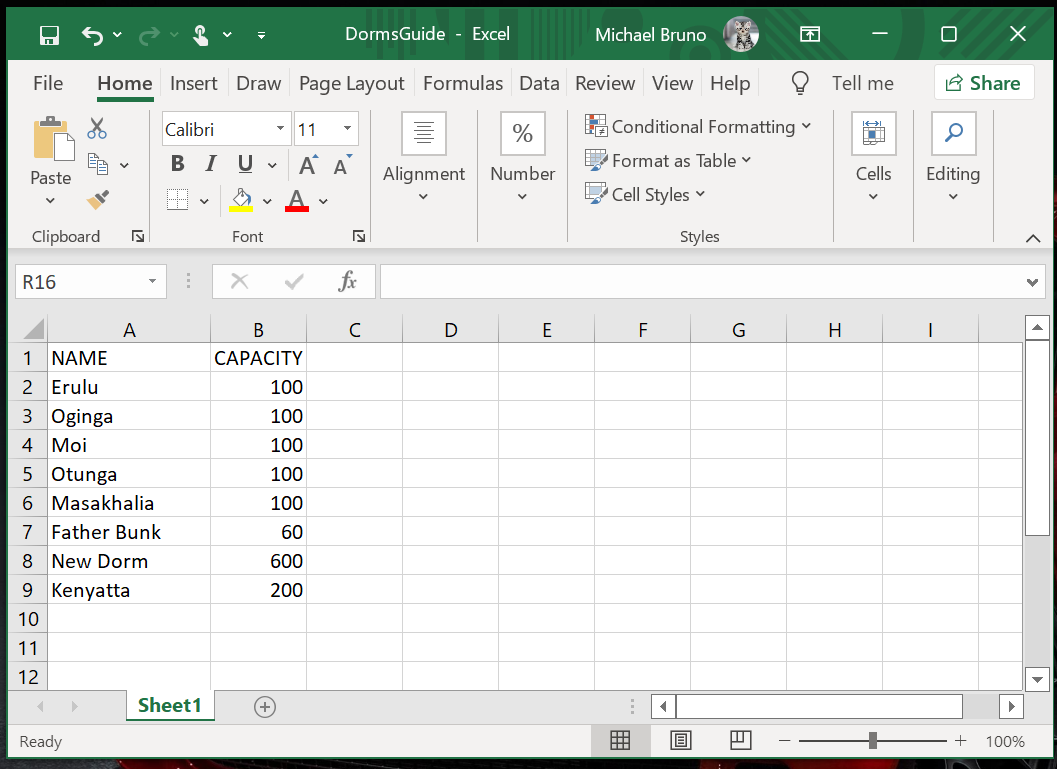 DormsGuide - Excel Michael Bruno
File Home Insert Draw Page Layout Formulas Data Review View Help Tell me Share
Calibri 11 Conditional Formatting
Paste B I U A A Alignment % Number Format as Table Cells Editing
A Cell Styles
Clipboard Font Styles
R16 fx
A B C D E F G H I
1 NAME CAPACITY
2 Erulu 100
3 Oginga 100
4 Moi 100
5 Otunga 100
6 Masakhalia 100
7 Father Bunk 60
8 New Dorm 600
9 Kenyatta 200
10
11
12
Sheet1
Ready 100%